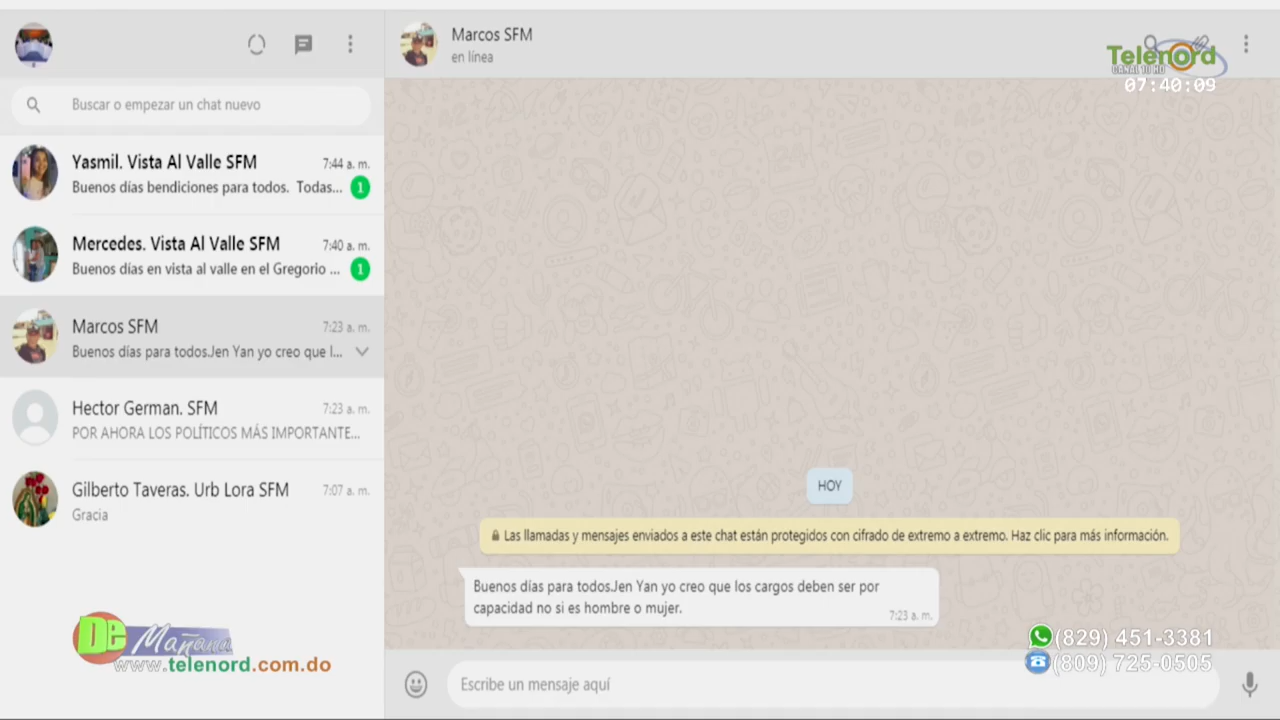 Marcos SFM
en línea
Telenord
CANAL 10 HD
07:40:09
Buscar o empezar un chat nuevo
Yasmil. Vista Al Valle SFM
7:44 a. m.
Buenos días bendiciones para todos. Todas...
1
Mercedes. Vista Al Valle SFM
7:40 a. m.
Buenos días en vista al valle en el Gregorio ...
1
Marcos SFM
7:23 a. m.
Buenos días para todos.Jen Yan yo creo que l...
Hector German. SFM
7:23 a. m.
POR AHORA LOS POLÍTICOS MÁS IMPORTANTE...
Gilberto Taveras. Urb Lora SFM
7:07 a. m.
Gracia
HOY
Las llamadas y mensajes enviados a este chat están protegidos con cifrado de extremo a extremo. Haz clic para más información.
Buenos días para todos.Jen Yan yo creo que los cargos deben ser por
capacidad no si es hombre o mujer.
7:23 a. m.
De Mañana
www.telenord.com.do
(829) 451-3381
(809) 725-0505
Escribe un mensaje aquí